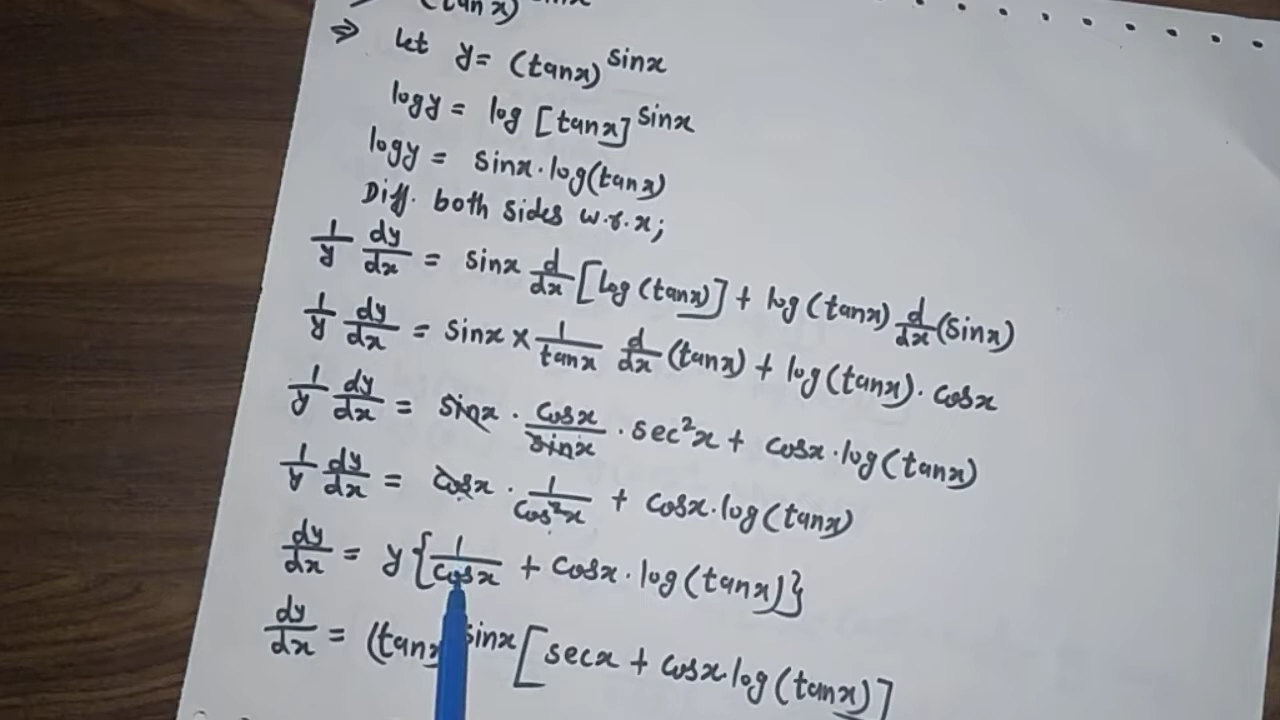 (tanx)
⇒ let y = (tanx)^sinx
logy = log [tanx]^sinx
logy = sinx·log(tanx)
Diff. both sides w.r.x;
1/y dy/dx = sinx d/dx [log(tanx)] + log(tanx) d/dx (sinx)
1/y dy/dx = sinx × 1/tanx d/dx (tanx) + log(tanx)· cosx
1/y dy/dx = sinx · cosx/sinx · sec²x + cosx·log(tanx)
1/y dy/dx = cosx · 1/cos²x + cosx·log(tanx)
dy/dx = y{1/cosx + cosx·log(tanx)}
dy/dx = (tanx sinx [secx + cosx·log(tanx)]